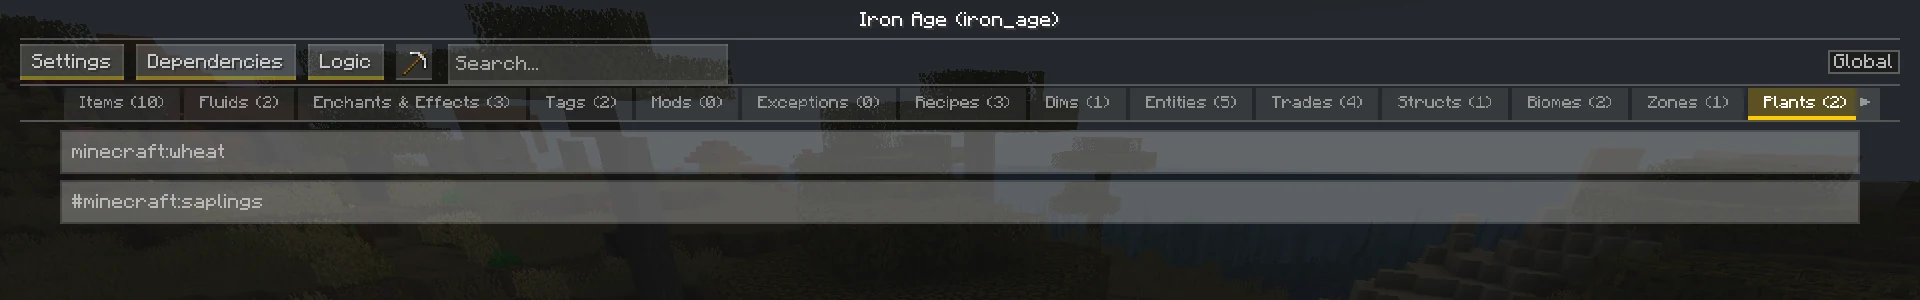 Iron Age (iron_age)
Settings Dependencies Logic Search... Global
Items (10) Fluids (2) Enchants & Effects (3) Tags (2) Mods (0) Exceptions (0) Recipes (3) Dims (1) Entities (5) Trades (4) Structs (1) Biomes (2) Zones (1) Plants (2)
minecraft:wheat
#minecraft:saplings